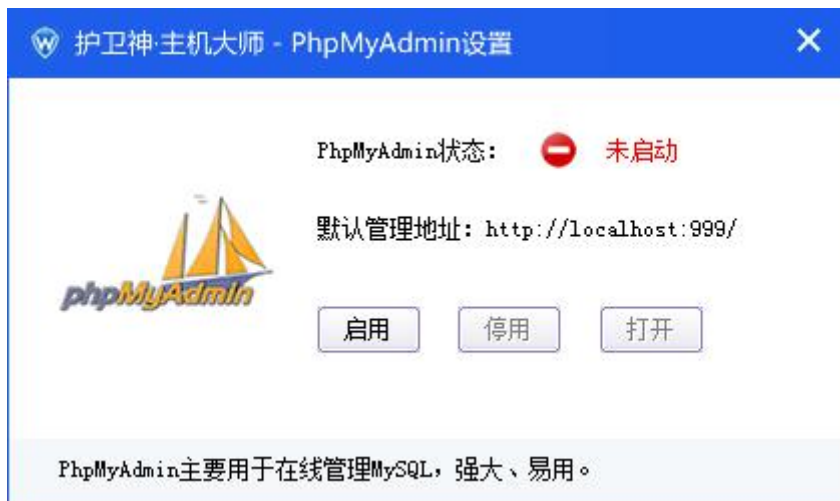 护卫神·主机大师 - PhpMyAdmin设置
PhpMyAdmin状态： 未启动
默认管理地址：http://localhost:999/
phpMyAdmin
启用 停用 打开
PhpMyAdmin主要用于在线管理MySQL，强大、易用。